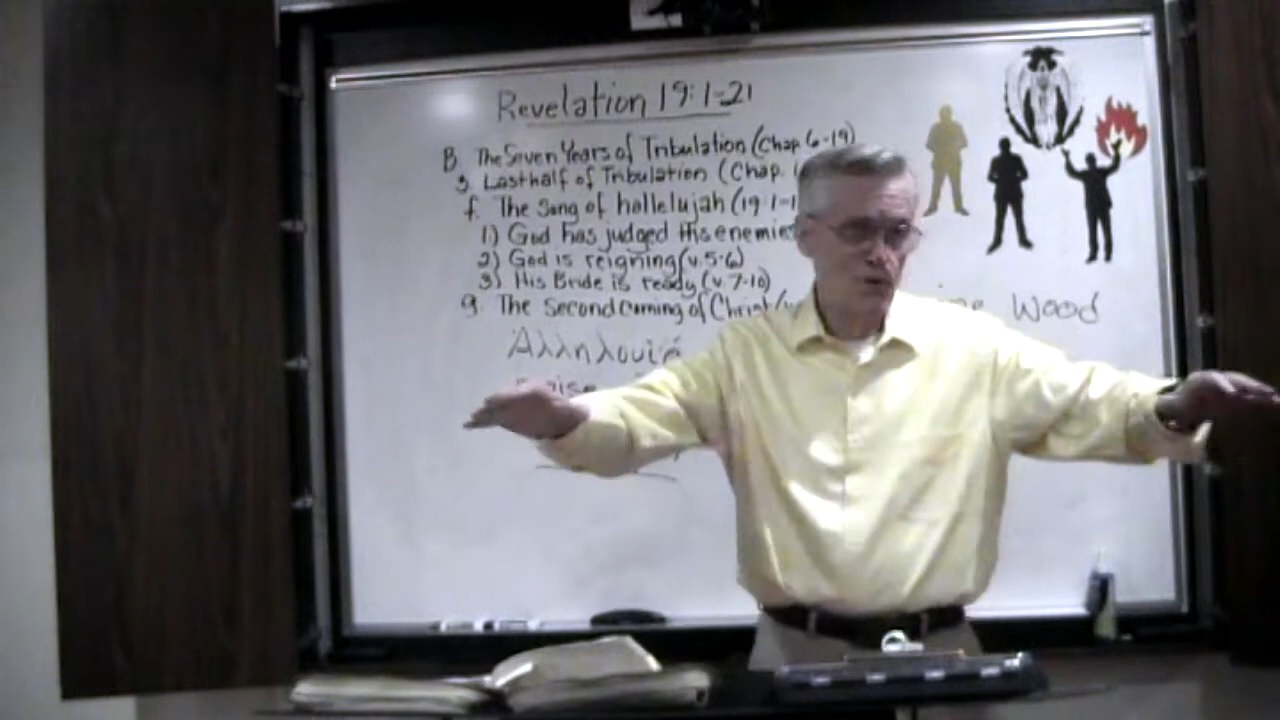 Revelation 19:1-21
B. The Seven Years of Tribulation (Chap. 6-19)
3. Last half of Tribulation (Chap.
f. The Song of hallelujah (19:1-1
1.) God has judged His enemies
2) God is reigning (v. 5-6)
3) His Bride is ready (v. 7-10)
g. The Second Coming of Christ
Wood
Αλληλουιά